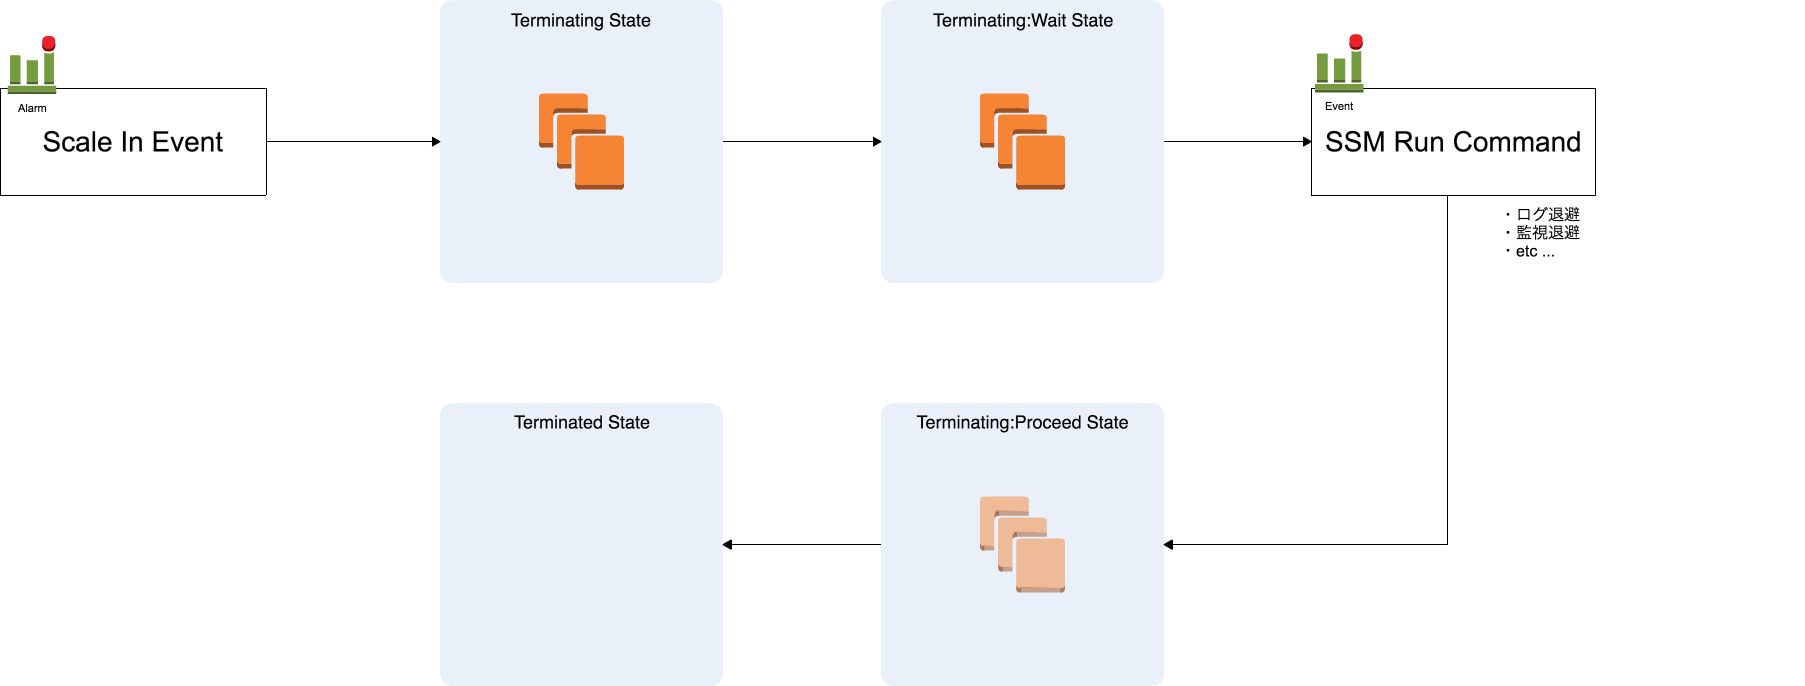 Terminating State
Terminating:Wait State
Alarm
Scale In Event
Event
SSM Run Command
・ログ退避
・監視退避
・etc ...
Terminated State
Terminating:Proceed State